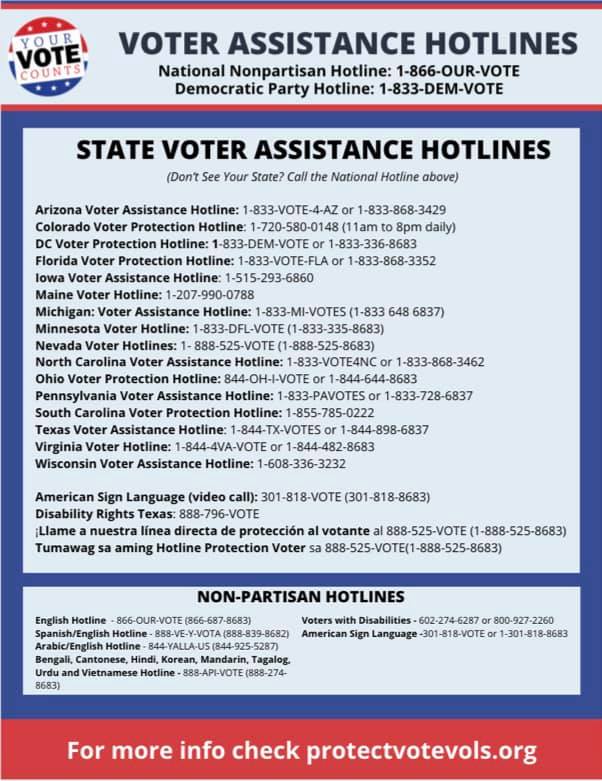 YOUR
VOTE
COUNTS
VOTER ASSISTANCE HOTLINES
National Nonpartisan Hotline: 1-866-OUR-VOTE
Democratic Party Hotline: 1-833-DEM-VOTE
STATE VOTER ASSISTANCE HOTLINES
(Don't See Your State? Call the National Hotline above)
Arizona Voter Assistance Hotline: 1-833-VOTE-4-AZ or 1-833-868-3429
Colorado Voter Protection Hotline: 1-720-580-0148 (11am to 8pm daily)
DC Voter Protection Hotline: 1-833-DEM-VOTE or 1-833-336-8683
Florida Voter Protection Hotline: 1-833-VOTE-FLA or 1-833-868-3352
Iowa Voter Assistance Hotline: 1-515-293-6860
Maine Voter Hotline: 1-207-990-0788
Michigan: Voter Assistance Hotline: 1-833-MI-VOTES (1-833 648 6837)
Minnesota Voter Hotline: 1-833-DFL-VOTE (1-833-335-8683)
Nevada Voter Hotlines: 1- 888-525-VOTE (1-888-525-8683)
North Carolina Voter Assistance Hotline: 1-833-VOTE4NC or 1-833-868-3462
Ohio Voter Protection Hotline: 844-OH-I-VOTE or 1-844-644-8683
Pennsylvania Voter Assistance Hotline: 1-833-PAVOTES or 1-833-728-6837
South Carolina Voter Protection Hotline: 1-855-785-0222
Texas Voter Assistance Hotline: 1-844-TX-VOTES or 1-844-898-6837
Virginia Voter Hotline: 1-844-4VA-VOTE or 1-844-482-8683
Wisconsin Voter Assistance Hotline: 1-608-336-3232
American Sign Language (video call): 301-818-VOTE (301-818-8683)
Disability Rights Texas: 888-796-VOTE
¡Llame a nuestra línea directa de protección al votante al 888-525-VOTE (1-888-525-8683)
Tumawag sa aming Hotline Protection Voter sa 888-525-VOTE(1-888-525-8683)
NON-PARTISAN HOTLINES
English Hotline - 866-OUR-VOTE (866-687-8683)
Spanish/English Hotline - 888-VE-Y-VOTA (888-839-8682)
Arabic/English Hotline - 844-YALLA-US (844-925-5287)
Bengali, Cantonese, Hindi, Korean, Mandarin, Tagalog,
Urdu and Vietnamese Hotline - 888-API-VOTE (888-274-
8683)
Voters with Disabilities - 602-274-6287 or 800-927-2260
American Sign Language -301-818-VOTE or 1-301-818-8683
For more info check protectvotevols.org